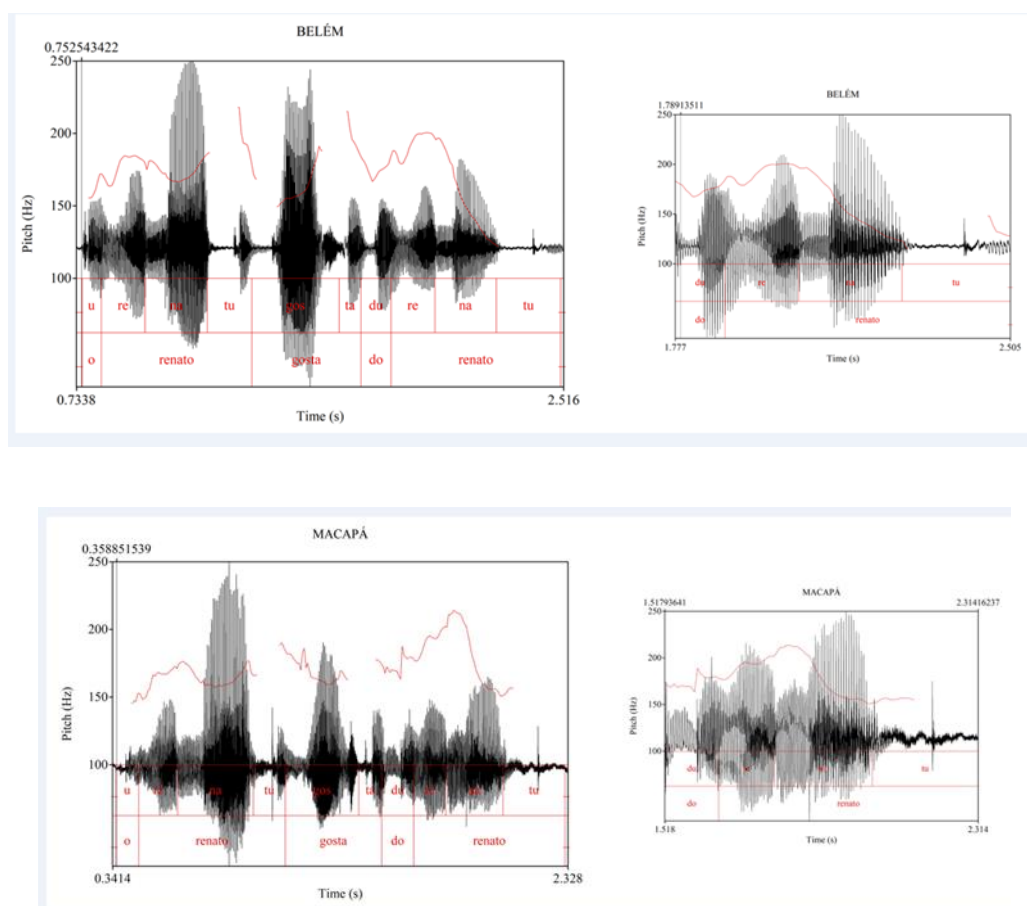 BELÉM
0.752543422
250
200
150
100
Pitch (Hz)
u re na tu gos ta du re na tu
o renato gosta do renato
0.7338 2.516
Time (s)
BELÉM
1.78913511
250
200
150
100
Pitch (Hz)
du re tu
do renato
1.777 2.505
Time (s)
MACAPÁ
0.358851539
250
200
150
100
Pitch (Hz)
u na tu gos ta du tu
o renato gosta do renato
0.3414 2.328
Time (s)
MACAPÁ
1.51793641 2.31416237
250
200
150
100
Pitch (Hz)
du tu
do renato
1.518 2.314
Time (s)